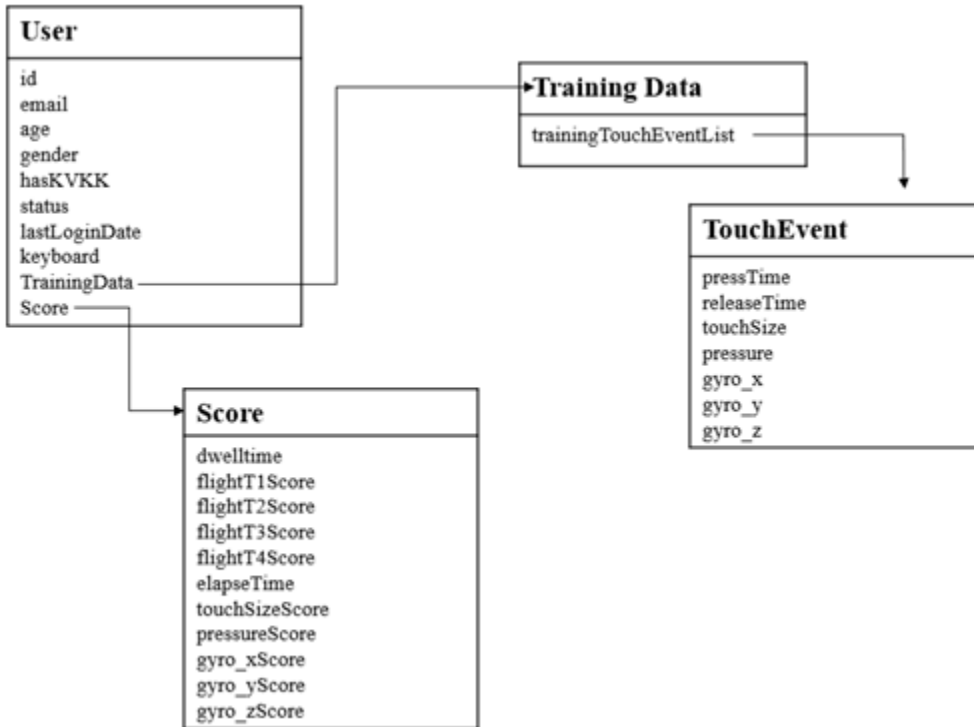 User
id
email
age
gender
hasKVKK
status
lastLoginDate
keyboard
TrainingData
Score
Training Data
trainingTouchEventList
TouchEvent
pressTime
releaseTime
touchSize
pressure
gyro_x
gyro_y
gyro_z
Score
dwelltime
flightT1Score
flightT2Score
flightT3Score
flightT4Score
elapseTime
touchSizeScore
pressureScore
gyro_xScore
gyro_yScore
gyro_zScore